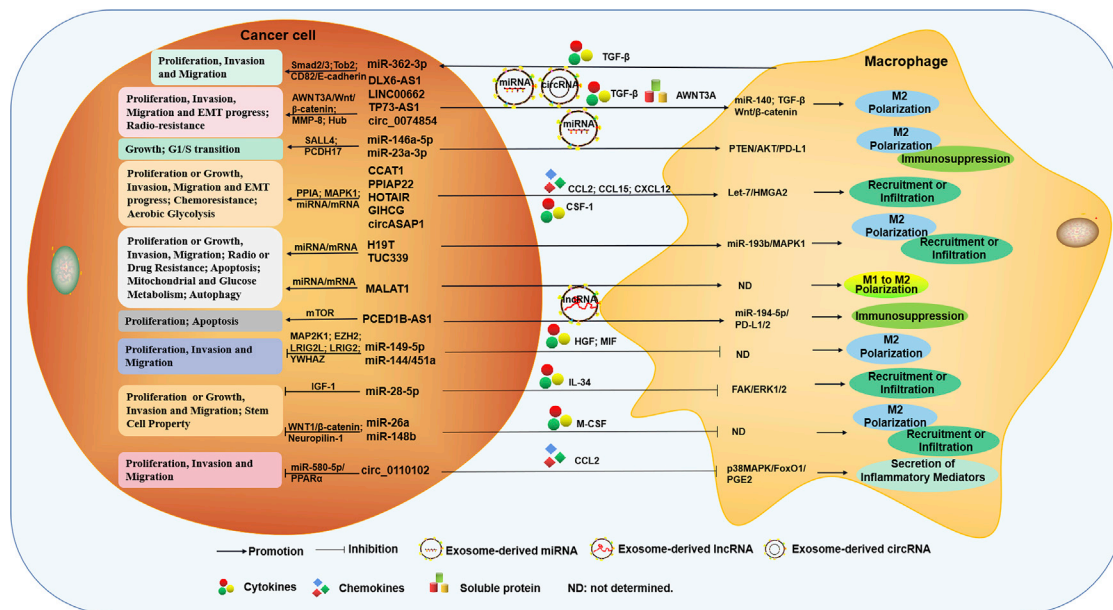 Cancer cell
Macrophage
Proliferation, Invasion
and Migration
Smad2/3;Tob2;
CD82/E-cadherin
miR-362-3p
TGF-β
DLX6-AS1
LINC00662
TP73-AS1
circ_0074854
Proliferation, Invasion,
Migration and EMT progress;
Radio-resistance
AWNT3A/Wnt/
β-catenin;
MMP-8; Hub
miRNA
circRNA
TGF-β
AWNT3A
miR-140; TGF-β
Wnt/β-catenin
M2
Polarization
Growth; G1/S transition
SALL4;
PCDH17
miR-146a-5p
miR-23a-3p
miRNA
PTEN/AKT/PD-L1
M2
Polarization
Immunosuppression
Proliferation or Growth,
Invasion, Migration and EMT
progress; Chemoresistance;
Aerobic Glycolysis
PPIA; MAPK1;
miRNA/mRNA
CCAT1
PPIAP22
HOTAIR
GIHCG
circASAP1
CCL2; CCL15; CXCL12
CSF-1
Let-7/HMGA2
Recruitment or
Infiltration
Proliferation or Growth,
Invasion, Migration; Radio or
Drug Resistance; Apoptosis;
Mitochondrial and Glucose
Metabolism; Autophagy
miRNA/mRNA
H19T
TUC339
miR-193b/MAPK1
M2
Polarization
Recruitment or
Infiltration
miRNA/mRNA
MALAT1
ND
M1 to M2
Polarization
Proliferation; Apoptosis
mTOR
PCED1B-AS1
lncRNA
miR-194-5p/
PD-L1/2
Immunosuppression
Proliferation, Invasion and
Migration
MAP2K1; EZH2;
LRIG2L; LRIG2;
YWHAZ
miR-149-5p
miR-144/451a
HGF; MIF
ND
M2
Polarization
Proliferation or Growth,
Invasion and Migration; Stem
Cell Property
IGF-1
miR-28-5p
IL-34
FAK/ERK1/2
Recruitment or
Infiltration
WNT1/β-catenin;
Neuropilin-1
miR-26a
miR-148b
M-CSF
ND
M2
Polarization
Recruitment or
Infiltration
Proliferation, Invasion and
Migration
miR-580-5p/
PPARα
circ_0110102
CCL2
p38MAPK/FoxO1/
PGE2
Secretion of
Inflammatory Mediators
Promotion
Inhibition
Exosome-derived miRNA
Exosome-derived lncRNA
Exosome-derived circRNA
Cytokines
Chemokines
Soluble protein
ND: not determined.